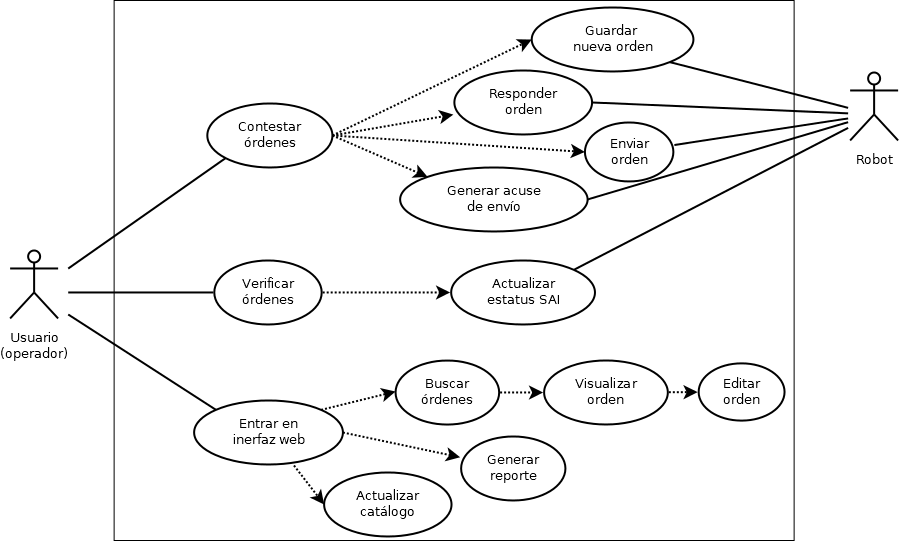 Guardar
nueva orden
Responder
orden
Contestar
órdenes
Enviar
orden
Robot
Generar acuse
de envío
Verificar
órdenes
Actualizar
estatus SAI
Usuario
(operador)
Buscar
órdenes
Visualizar
orden
Editar
orden
Entrar en
inerfaz web
Generar
reporte
Actualizar
catálogo